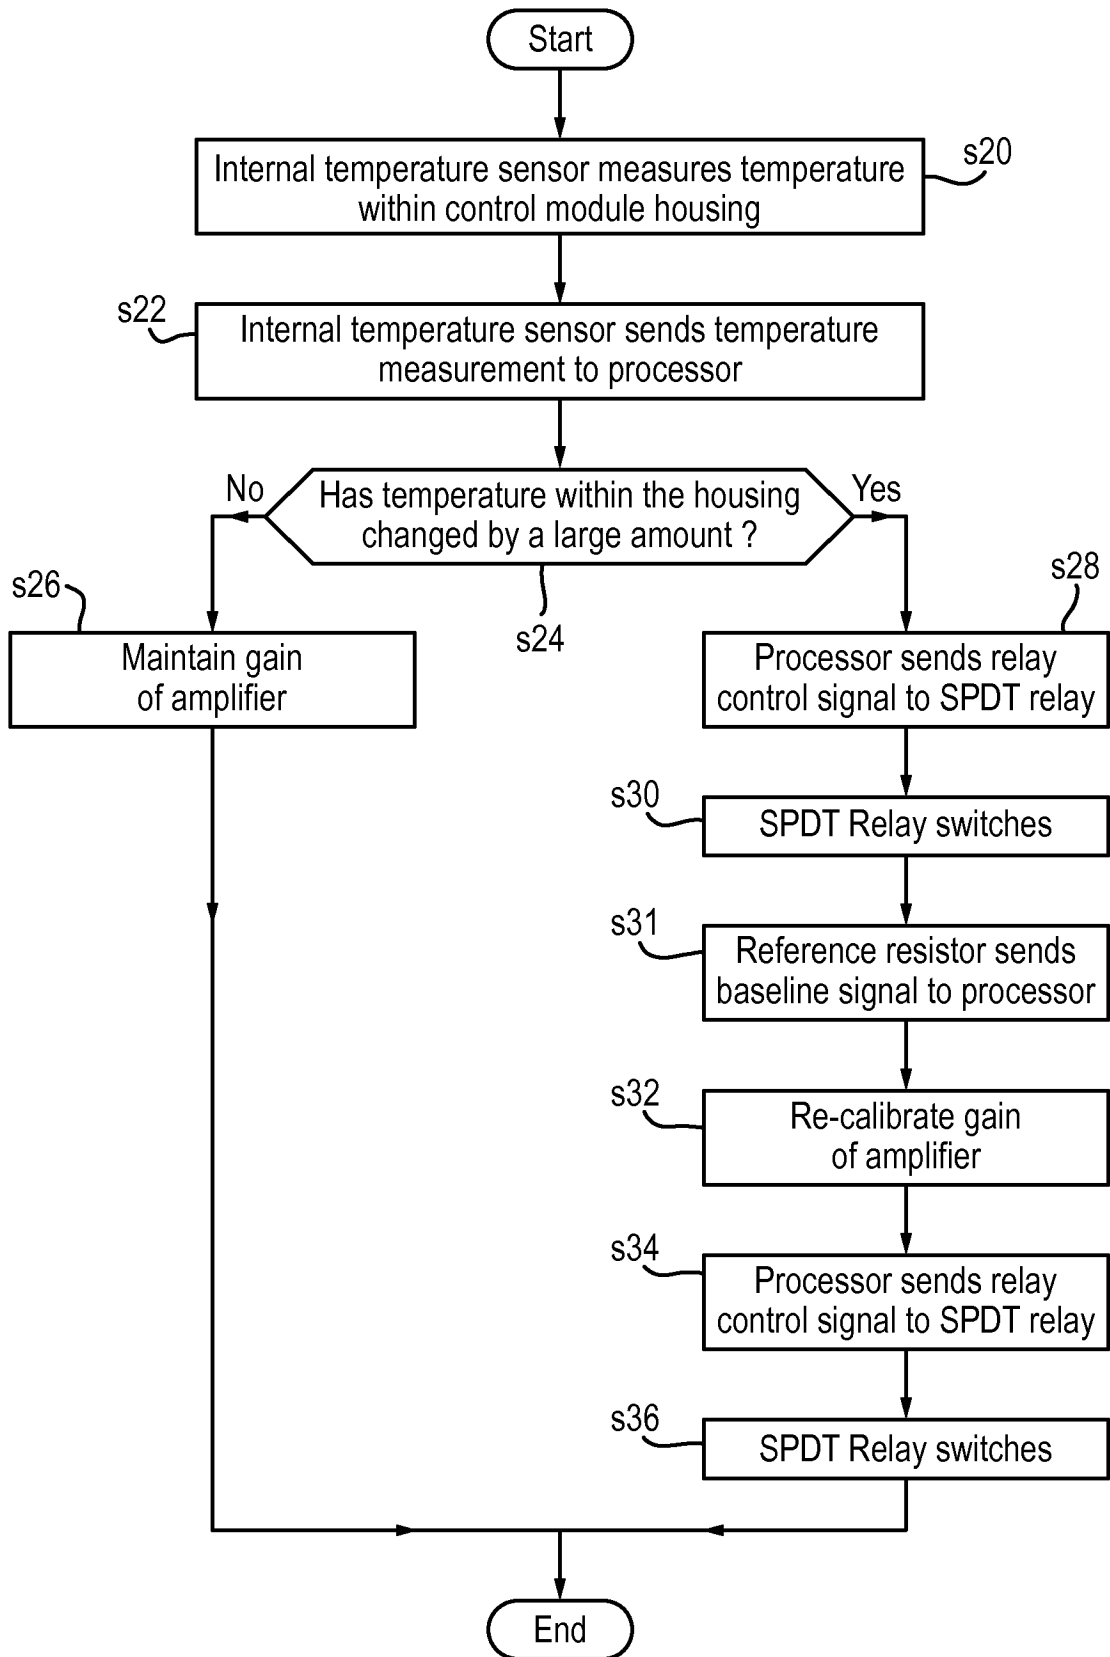 Start
Internal temperature sensor measures temperature
within control module housing
s20
s22
Internal temperature sensor sends temperature
measurement to processor
No
Has temperature within the housing
changed by a large amount ?
Yes
s24
s26
Maintain gain
of amplifier
s28
Processor sends relay
control signal to SPDT relay
s30
SPDT Relay switches
s31
Reference resistor sends
baseline signal to processor
s32
Re-calibrate gain
of amplifier
s34
Processor sends relay
control signal to SPDT relay
s36
SPDT Relay switches
End